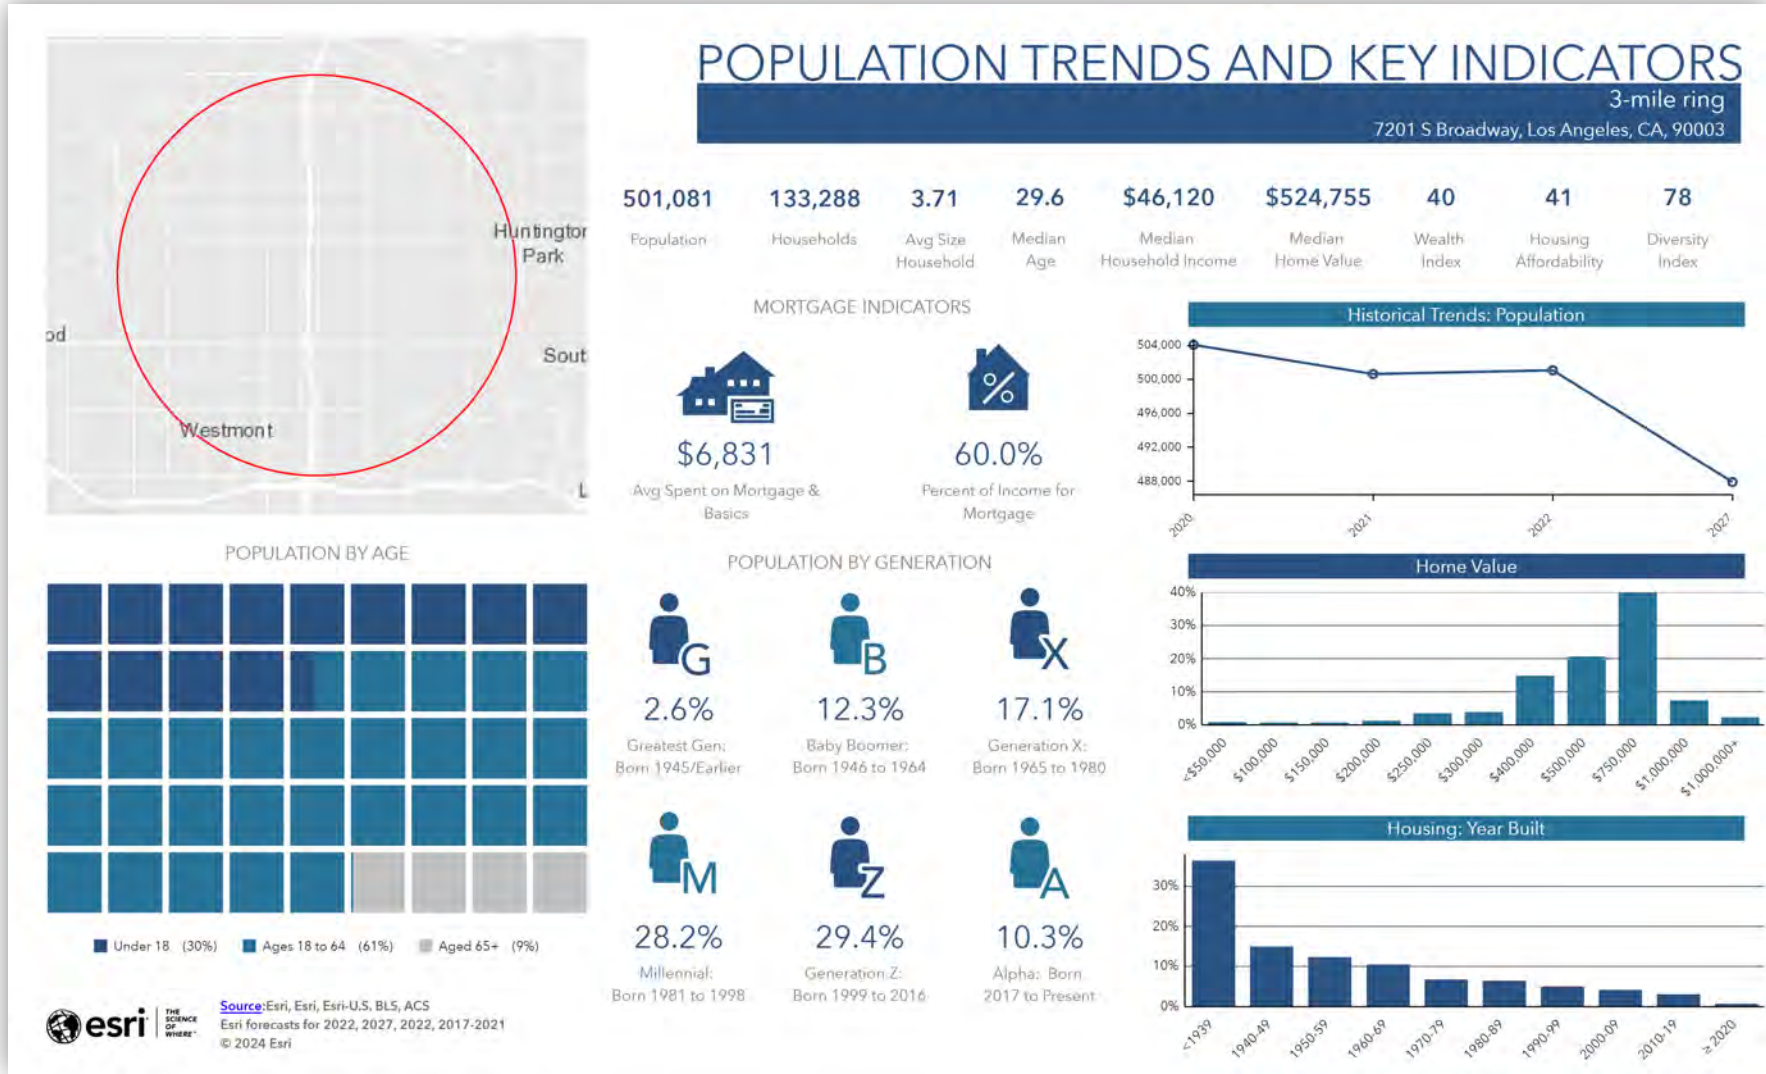 POPULATION TRENDS AND KEY INDICATORS
3-mile ring
7201 S Broadway, Los Angeles, CA, 90003
Huntington
Park
od
Sout
Westmont
L
501,081
Population
133,288
Households
3.71
Avg Size
Household
29.6
Median
Age
$46,120
Median
Household Income
$524,755
Median
Home Value
40
Wealth
Index
41
Housing
Affordability
78
Diversity
Index
MORTGAGE INDICATORS
$6,831
Avg Spent on Mortgage &
Basics
%
60.0%
Percent of Income for
Mortgage
Historical Trends: Population
504,000
500,000
496,000
492,000
488,000
2020
2021
2022
2027
POPULATION BY AGE
Under 18 (30%)
Ages 18 to 64 (61%)
Aged 65+ (9%)
POPULATION BY GENERATION
G
2.6%
Greatest Gen:
Born 1945/Earlier
B
12.3%
Baby Boomer:
Born 1946 to 1964
X
17.1%
Generation X:
Born 1965 to 1980
M
28.2%
Millennial:
Born 1981 to 1998
Z
29.4%
Generation Z:
Born 1999 to 2016
A
10.3%
Alpha: Born
2017 to Present
Home Value
40%
30%
20%
10%
0%
<$50,000
$100,000
$150,000
$200,000
$250,000
$300,000
$400,000
$500,000
$750,000
$1,000,000
$1,000,000+
Housing: Year Built
30%
20%
10%
0%
<1939
1940-49
1950-59
1960-69
1970-79
1980-89
1990-99
2000-09
2010-19
≥ 2020
esri
THE
SCIENCE
OF
WHERE™
Source:Esri, Esri, Esri-U.S. BLS, ACS
Esri forecasts for 2022, 2027, 2022, 2017-2021
© 2024 Esri